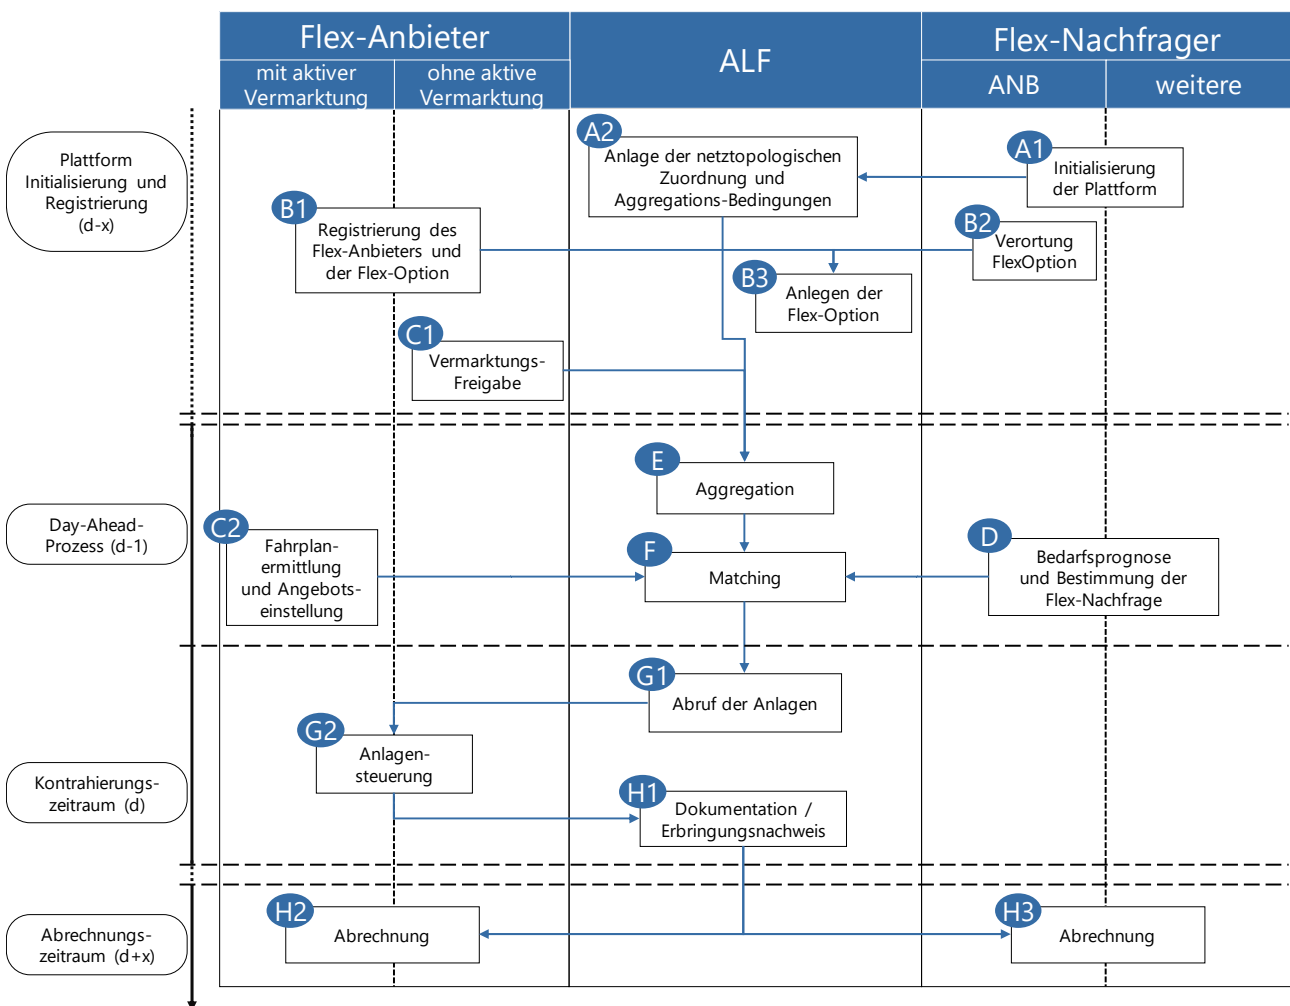 Flex-Anbieter
ALF
Flex-Nachfrager
mit aktiver
Vermarktung
ohne aktive
Vermarktung
ANB
weitere
Plattform
Initialisierung und
Registrierung
(d-x)
A2
Anlage der netztopologischen
Zuordnung und
Aggregations-Bedingungen
A1
Initialisierung
der Plattform
B1
Registrierung des
Flex-Anbieters und
der Flex-Option
B2
Verortung
FlexOption
B3
Anlegen der
Flex-Option
C1
Vermarktungs-
Freigabe
Day-Ahead-
Prozess (d-1)
E
Aggregation
C2
Fahrplan-
ermittlung
und Angebots-
einstellung
F
Matching
D
Bedarfsprognose
und Bestimmung der
Flex-Nachfrage
Kontrahierungs-
zeitraum (d)
G1
Abruf der Anlagen
G2
Anlagen-
steuerung
H1
Dokumentation /
Erbringungsnachweis
Abrechnungs-
zeitraum (d+x)
H2
Abrechnung
H3
Abrechnung